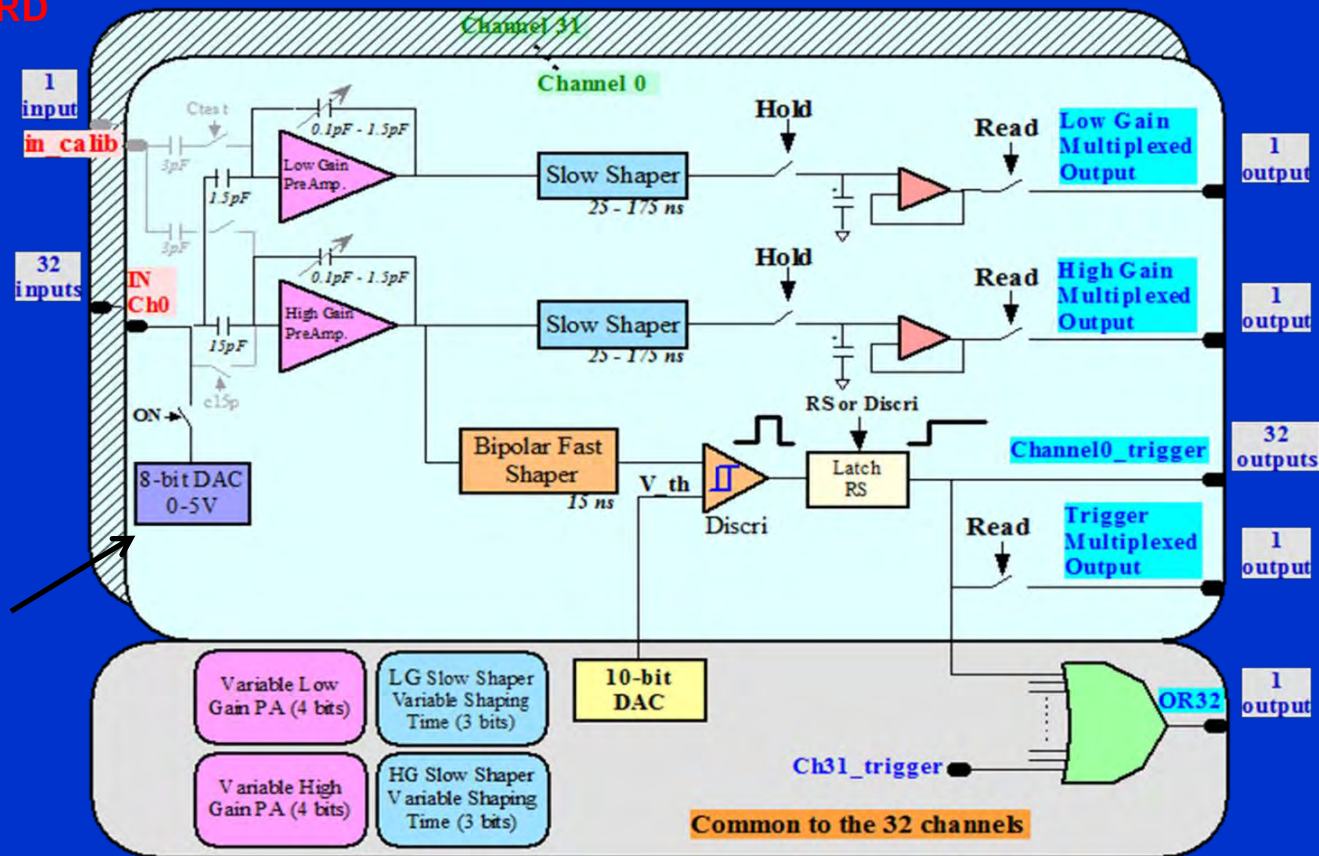 RD
Channel 31
Channel 0
1
input
in_calib
Ctest
3pF
0.1pF - 1.5pF
Low Gain
PreAmp.
1.5pF
3pF
Slow Shaper
25 - 175 ns
Hold
Read
Low Gain
Multiplexed
Output
1
output
32
inputs
IN
Ch0
0.1pF - 1.5pF
High Gain
PreAmp.
15pF
c15p
Slow Shaper
25 - 175 ns
Hold
Read
High Gain
Multiplexed
Output
1
output
ON
8-bit DAC
0-5V
Bipolar Fast
Shaper
15 ns
V_th
Discri
RS or Discri
Latch
RS
Channel0_trigger
32
outputs
Read
Trigger
Multiplexed
Output
1
output
Variable Low
Gain PA (4 bits)
LG Slow Shaper
Variable Shaping
Time (3 bits)
10-bit
DAC
OR32
1
output
Variable High
Gain PA (4 bits)
HG Slow Shaper
Variable Shaping
Time (3 bits)
Ch31_trigger
Common to the 32 channels